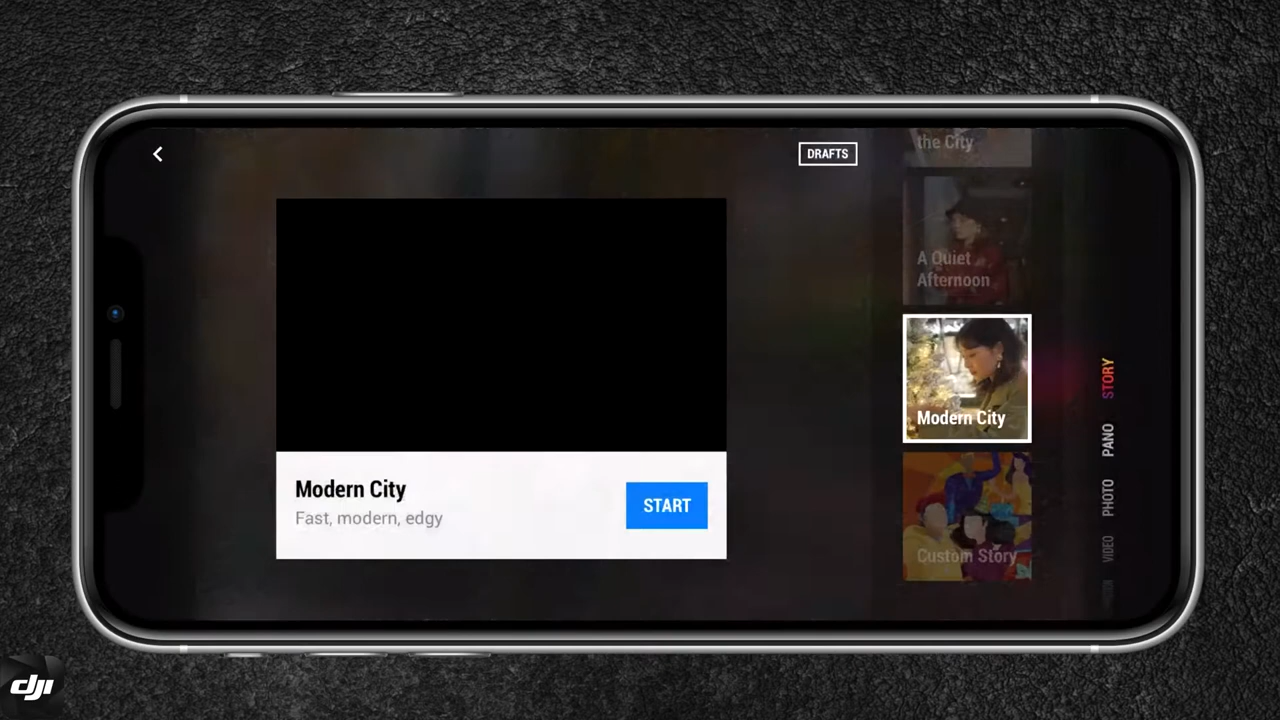 DRAFTS
the City
A Quiet
Afternoon
Modern City
Custom Story
Modern City
Fast, modern, edgy
START
STORY
PANO
PHOTO
VIDEO
dji